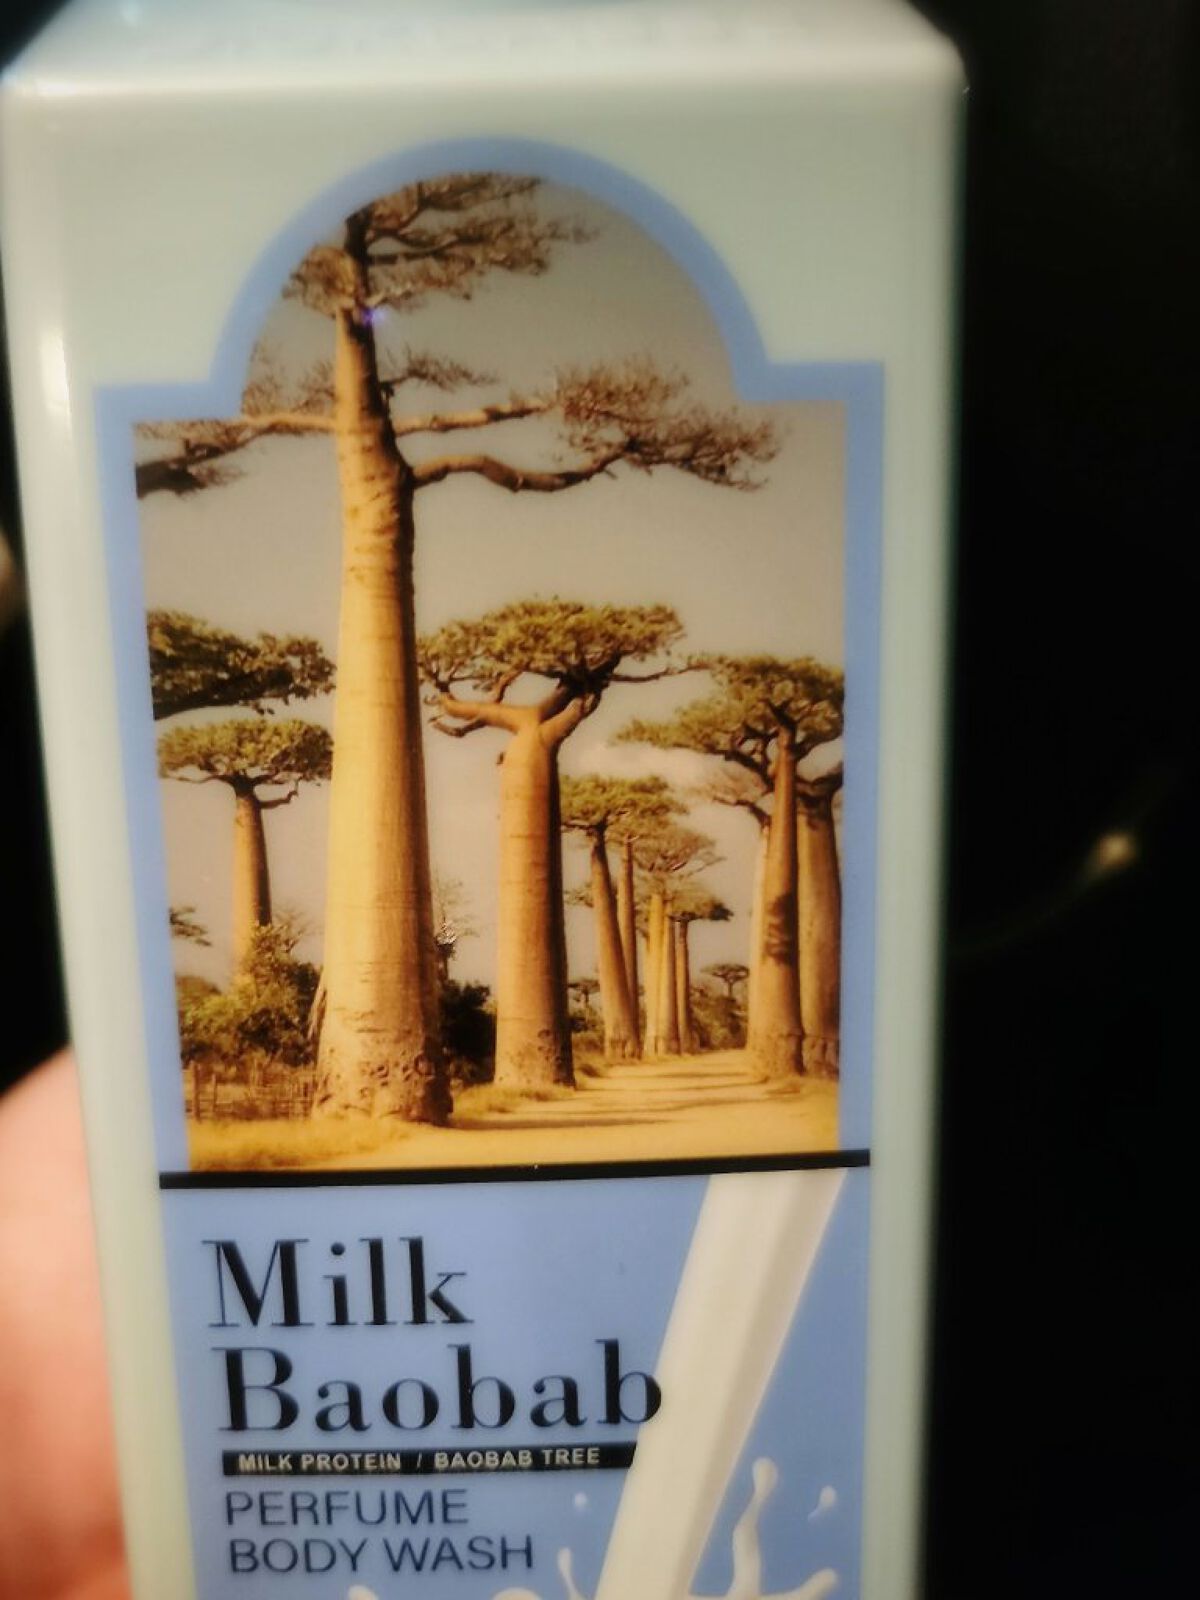 Milk
Baobab
MILK PROTEIN / BAOBAB TREE
PERFUME
BODY WASH